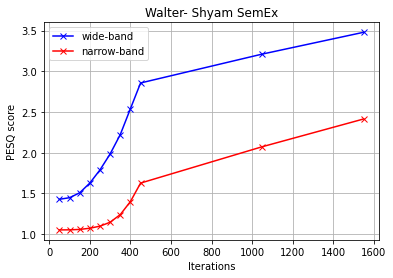 Walter- Shyam SemEx
wide-band
narrow-band
3.5
3.0
2.5
2.0
1.5
1.0
PESQ score
0 200 400 600 800 1000 1200 1400 1600
Iterations